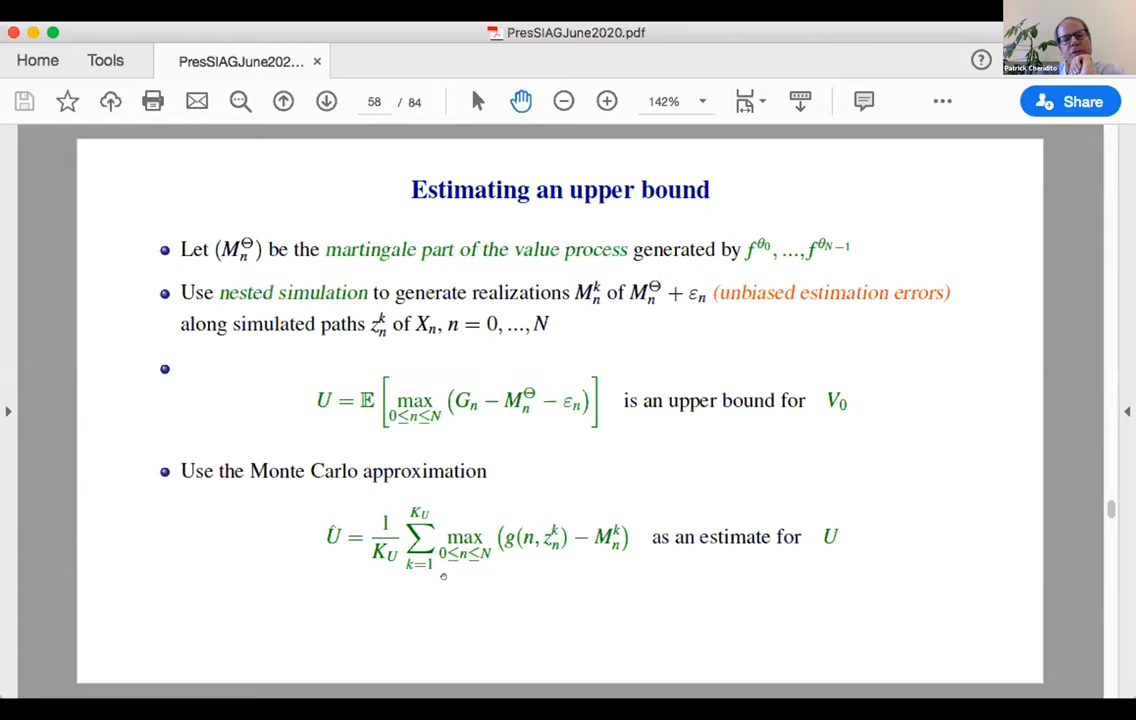 PresSIAGJune2020.pdf
Patrick Cheridito
Home Tools PresSIAGJune202... ×
58 / 84 142% ... Share
Estimating an upper bound
Let (M_n^Θ) be the martingale part of the value process generated by f^{θ_0}, ..., f^{θ_{N−1}}
Use nested simulation to generate realizations M_n^k of M_n^Θ + ε_n (unbiased estimation errors)
along simulated paths z_n^k of X_n, n = 0, ..., N
U = 𝔼 [ max_{0≤n≤N} (G_n − M_n^Θ − ε_n) ] is an upper bound for V_0
Use the Monte Carlo approximation
Û = 1/K_U ∑_{k=1}^{K_U} max_{0≤n≤N} (g(n, z_n^k) − M_n^k) as an estimate for U